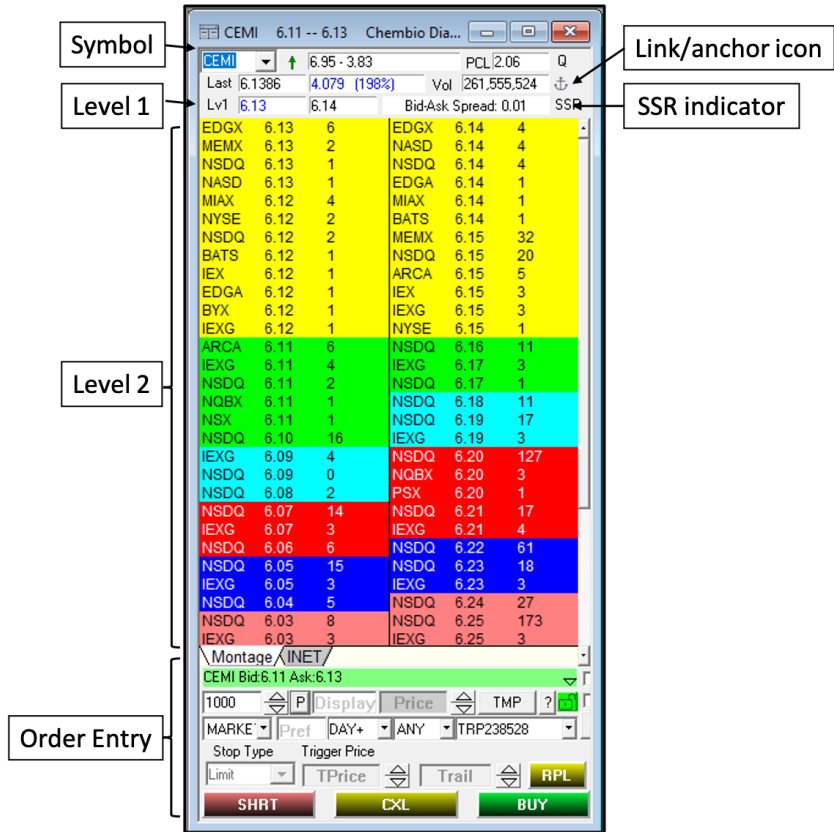 CEMI 6.11 -- 6.13 Chembio Dia...
Symbol
CEMI 6.95 - 3.83 PCL 2.06 Q
Link/anchor icon
Last 6.1386 4.079 (198%) Vol 261,555,524
Level 1
Lv1 6.13 6.14 Bid-Ask Spread: 0.01 SSR
SSR indicator
EDGX 6.13 6 EDGX 6.14 4
MEMX 6.13 2 NASD 6.14 4
NSDQ 6.13 1 NSDQ 6.14 4
NASD 6.13 1 EDGA 6.14 1
MIAX 6.12 4 MIAX 6.14 1
NYSE 6.12 2 BATS 6.14 1
NSDQ 6.12 2 MEMX 6.15 32
BATS 6.12 1 NSDQ 6.15 20
IEX 6.12 1 ARCA 6.15 5
EDGA 6.12 1 IEX 6.15 3
BYX 6.12 1 IEXG 6.15 3
IEXG 6.12 1 NYSE 6.15 1
ARCA 6.11 6 NSDQ 6.16 11
IEXG 6.11 4 IEXG 6.17 3
Level 2
NSDQ 6.11 2 NSDQ 6.17 1
NQBX 6.11 1 NSDQ 6.18 11
NSX 6.11 1 NSDQ 6.19 17
NSDQ 6.10 16 IEXG 6.19 3
IEXG 6.09 4 NSDQ 6.20 127
NSDQ 6.09 0 NQBX 6.20 3
NSDQ 6.08 2 PSX 6.20 1
NSDQ 6.07 14 NSDQ 6.21 17
IEXG 6.07 3 IEXG 6.21 4
NSDQ 6.06 6 NSDQ 6.22 61
NSDQ 6.05 15 NSDQ 6.23 18
IEXG 6.05 3 IEXG 6.23 3
NSDQ 6.04 5 NSDQ 6.24 27
NSDQ 6.03 8 NSDQ 6.25 173
IEXG 6.03 3 IEXG 6.25 3
Montage INET
CEMI Bid:6.11 Ask:6.13
1000 P Display Price TMP ?
Order Entry
MARKE Pref DAY+ ANY TRP238528
Stop Type Trigger Price
Limit TPrice Trail RPL
SHRT CXL BUY